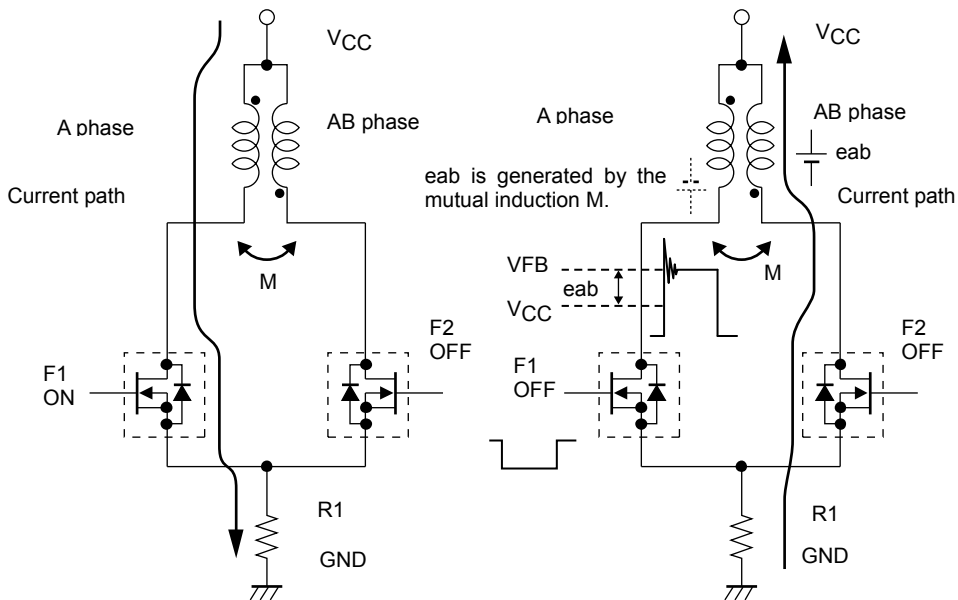 VCC
A phase
AB phase
Current path
M
F1
ON
F2
OFF
R1
GND
VCC
A phase
AB phase
eab
eab is generated by the
mutual induction M.
Current path
M
VFB
eab
VCC
F1
OFF
F2
OFF
R1
GND